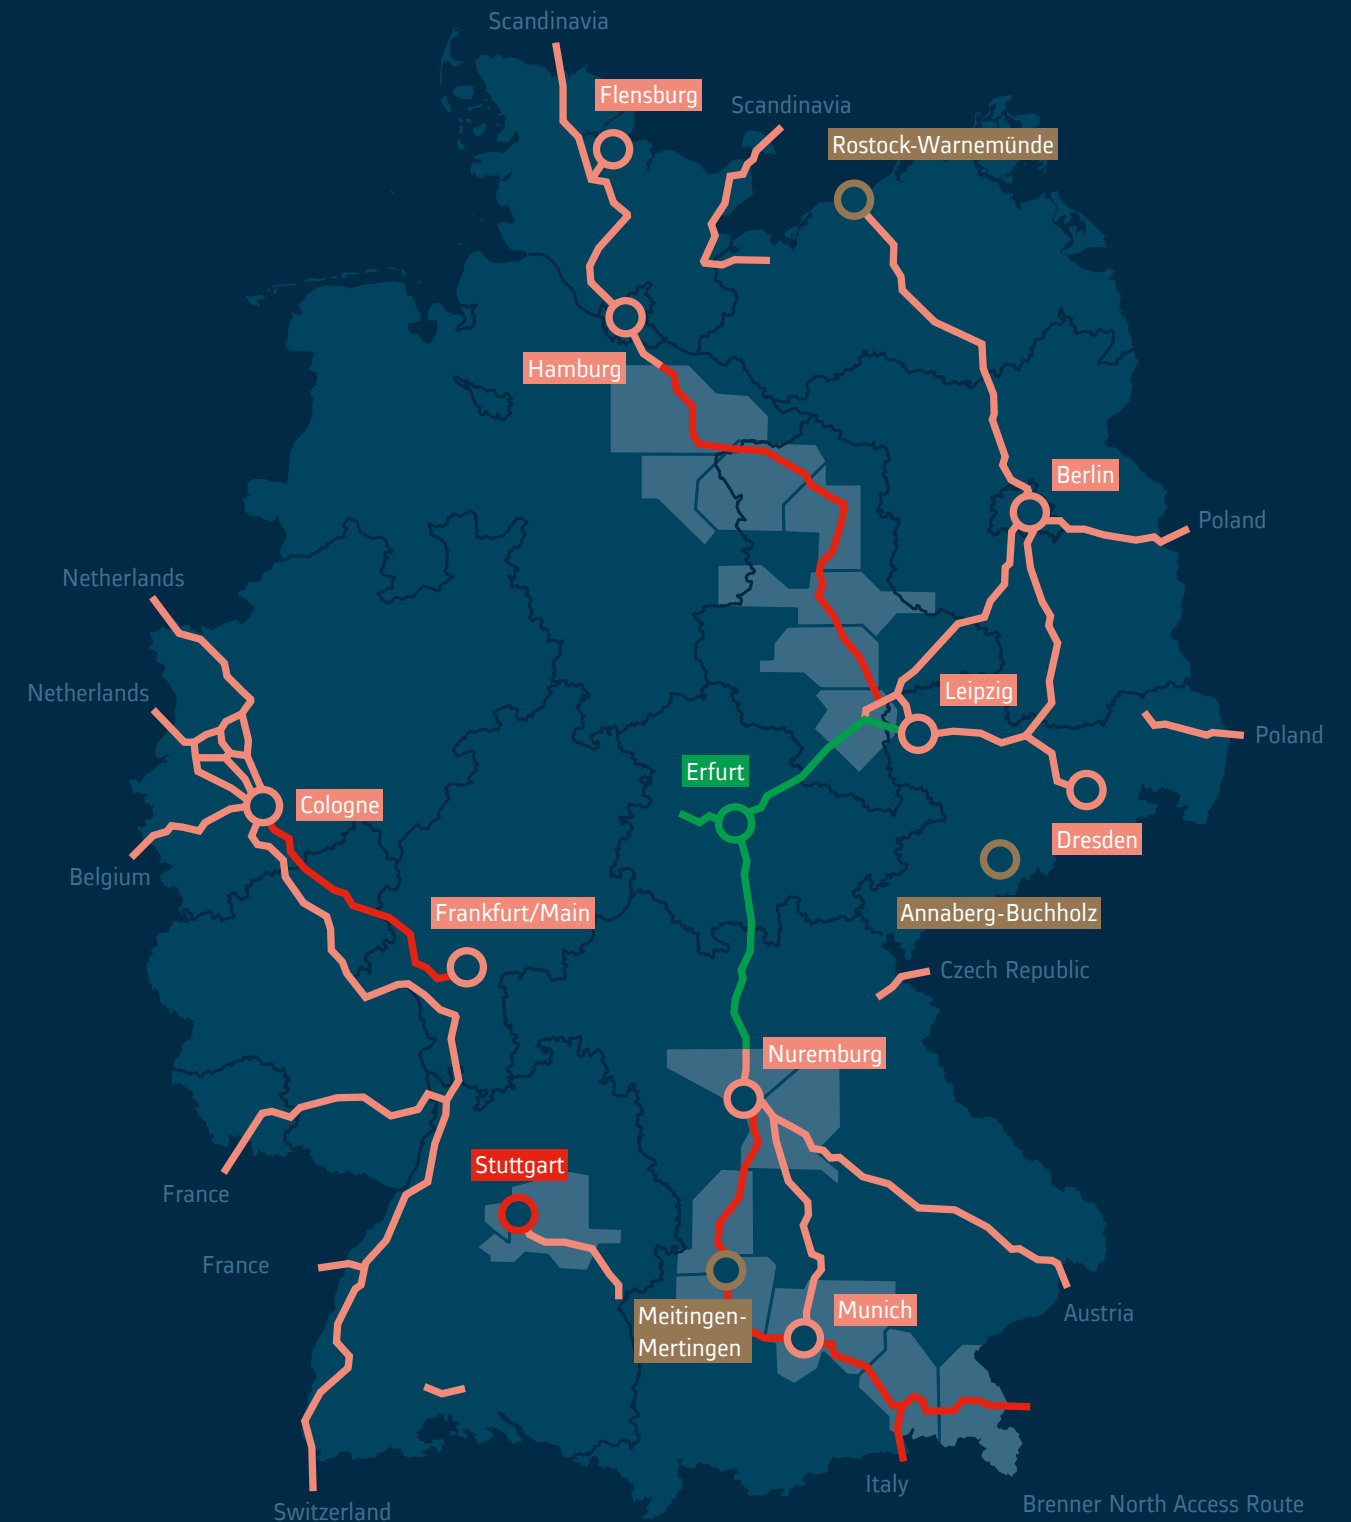 Scandinavia
Flensburg
Scandinavia
Rostock-Warnemünde
Hamburg
Berlin
Poland
Netherlands
Netherlands
Leipzig
Poland
Erfurt
Cologne
Dresden
Belgium
Frankfurt/Main
Annaberg-Buchholz
Czech Republic
Nuremburg
Stuttgart
France
France
Meitingen-
Mertingen
Munich
Austria
Italy
Switzerland
Brenner North Access Route